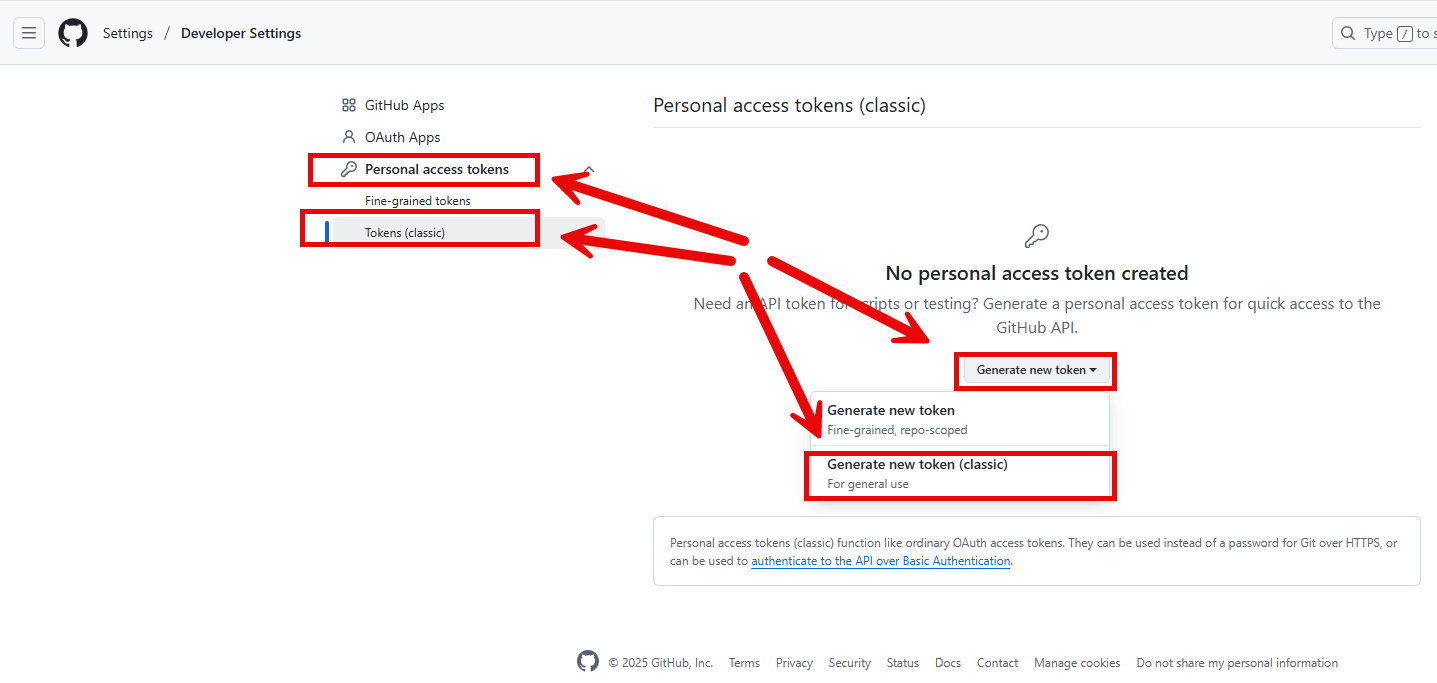 Settings / Developer Settings
Type / to s
GitHub Apps
OAuth Apps
Personal access tokens
Fine-grained tokens
Tokens (classic)
Personal access tokens (classic)
No personal access token created
Need an API token for scripts or testing? Generate a personal access token for quick access to the
GitHub API.
Generate new token
Generate new token
Fine-grained, repo-scoped
Generate new token (classic)
For general use
Personal access tokens (classic) function like ordinary OAuth access tokens. They can be used instead of a password for Git over HTTPS, or
can be used to authenticate to the API over Basic Authentication.
© 2025 GitHub, Inc. Terms Privacy Security Status Docs Contact Manage cookies Do not share my personal information